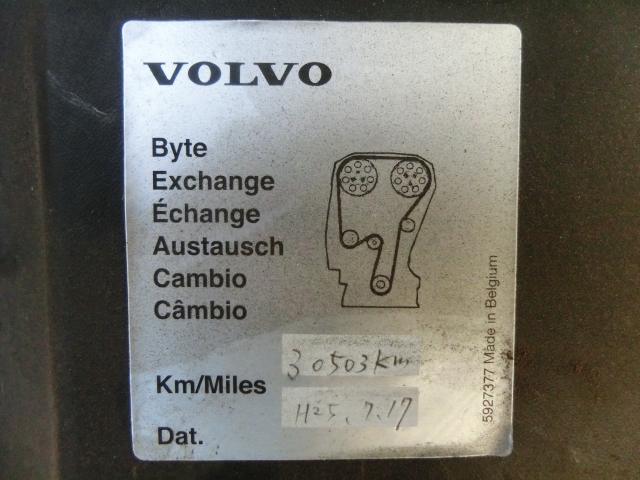 VOLVO
Byte
Exchange
Échange
Austausch
Cambio
Câmbio
Km/Miles 30503Km
Dat. H25.7.17
5927377 Made in Belgium